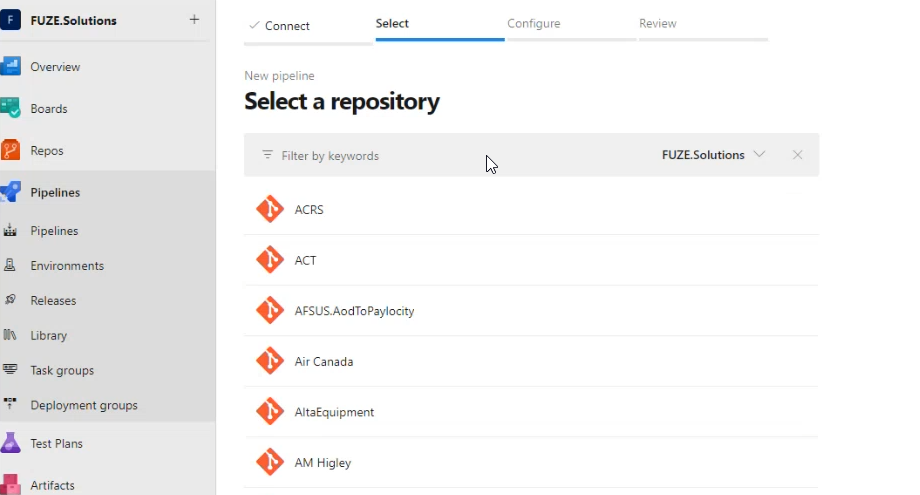 F FUZE.Solutions +
Overview
Boards
Repos
Pipelines
Pipelines
Environments
Releases
Library
Task groups
Deployment groups
Test Plans
Artifacts
Connect Select Configure Review
New pipeline
Select a repository
Filter by keywords FUZE.Solutions
ACRS
ACT
AFSUS.AodToPaylocity
Air Canada
AltaEquipment
AM Higley